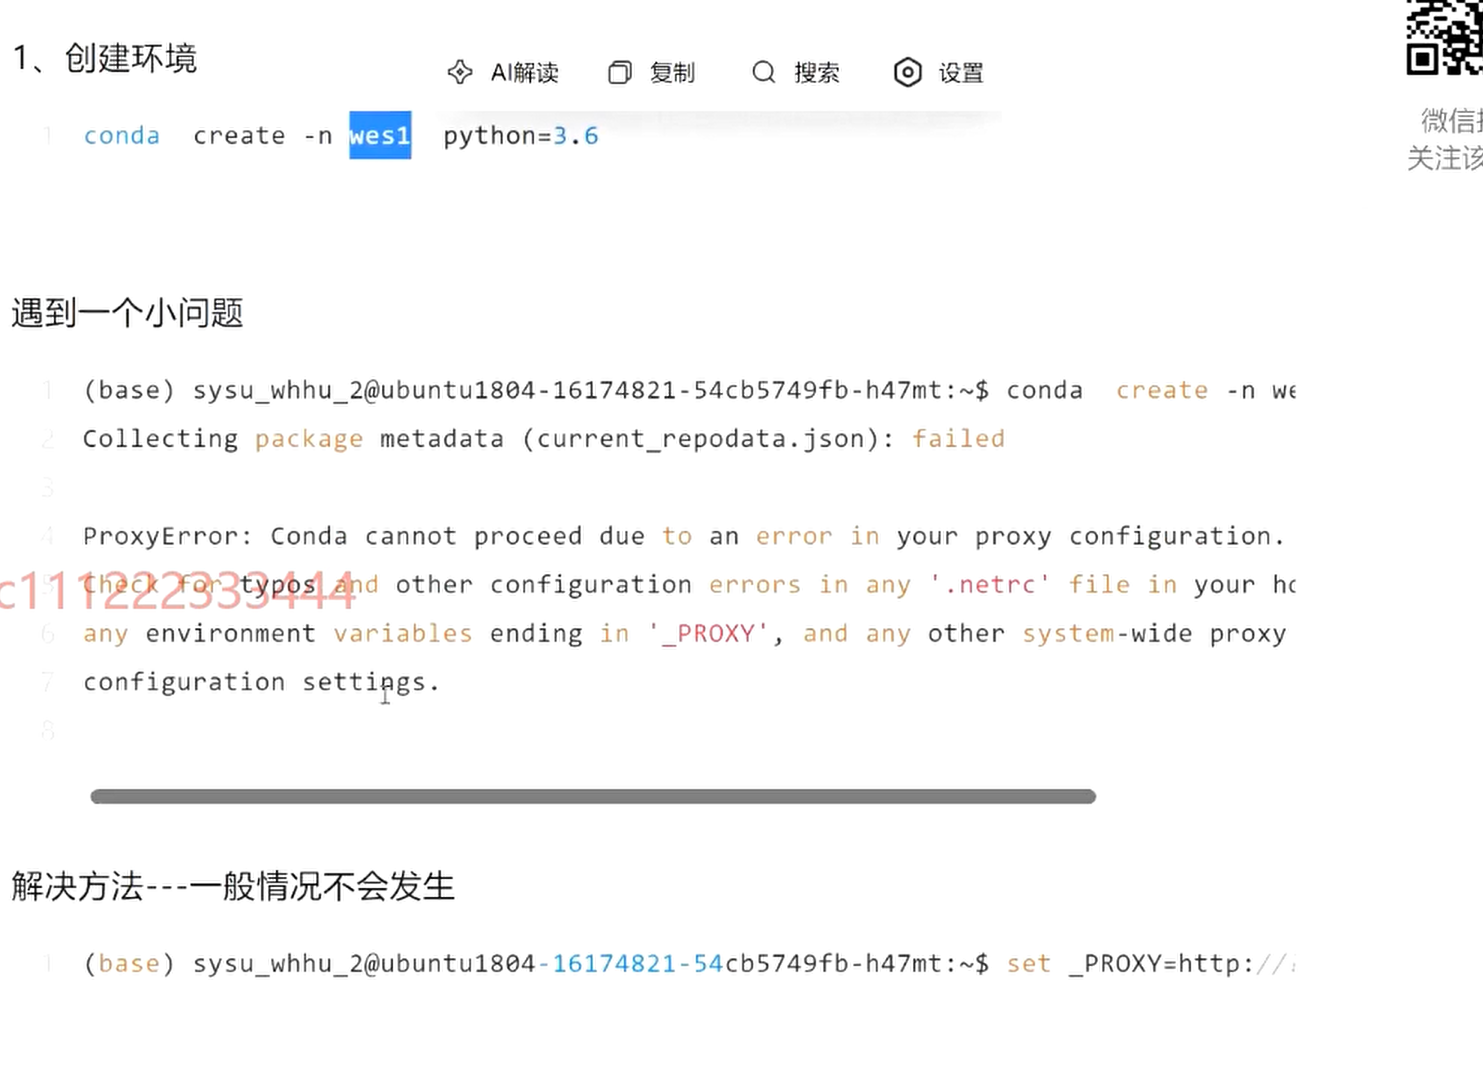 1、创建环境
AI解读 复制 搜索 设置
1 conda create -n wes1 python=3.6
微信
关注该
遇到一个小问题
1 (base) sysu_whhu_2@ubuntu1804-16174821-54cb5749fb-h47mt:~$ conda create -n we
2 Collecting package metadata (current_repodata.json): failed
3
4 ProxyError: Conda cannot proceed due to an error in your proxy configuration.
5 Check for typos and other configuration errors in any '.netrc' file in your ho
c111222333444
6 any environment variables ending in '_PROXY', and any other system-wide proxy
7 configuration settings.
8
解决方法---一般情况不会发生
1 (base) sysu_whhu_2@ubuntu1804-16174821-54cb5749fb-h47mt:~$ set _PROXY=http://